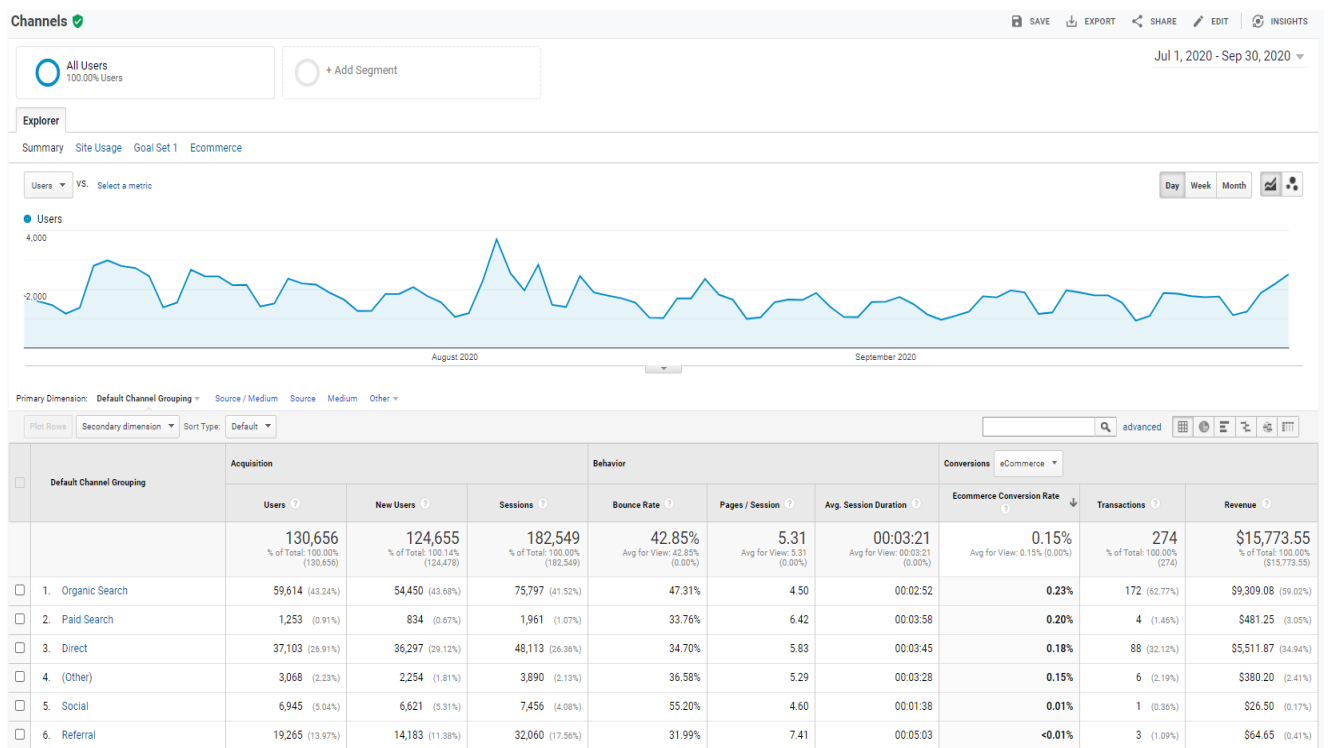 Channels
SAVE EXPORT SHARE EDIT INSIGHTS
All Users
100.00% Users
+ Add Segment
Jul 1, 2020 - Sep 30, 2020
Explorer
Summary Site Usage Goal Set 1 Ecommerce
Users VS. Select a metric
Day Week Month
Users
4,000
2,000
August 2020 September 2020
Primary Dimension: Default Channel Grouping Source / Medium Source Medium Other
Plot Rows Secondary dimension Sort Type: Default advanced
Default Channel Grouping
Acquisition Behavior Conversions eCommerce
Users ? New Users ? Sessions ? Bounce Rate ? Pages / Session ? Avg. Session Duration ? Ecommerce Conversion Rate ? Transactions ? Revenue ?
130,656 124,655 182,549 42.85% 5.31 00:03:21 0.15% 274 $15,773.55
% of Total: 100.00% % of Total: 100.14% % of Total: 100.00% Avg for View: 42.85% Avg for View: 5.31 Avg for View: 00:03:21 Avg for View: 0.15% (0.00%) % of Total: 100.00% % of Total: 100.00%
(130,656) (124,478) (182,549) (0.00%) (0.00%) (0.00%) (274) ($15,773.55)
1. Organic Search 59,614 (43.24%) 54,450 (43.68%) 75,797 (41.52%) 47.31% 4.50 00:02:52 0.23% 172 (62.77%) $9,309.08 (59.02%)
2. Paid Search 1,253 (0.91%) 834 (0.67%) 1,961 (1.07%) 33.76% 6.42 00:03:58 0.20% 4 (1.46%) $481.25 (3.05%)
3. Direct 37,103 (26.91%) 36,297 (29.12%) 48,113 (26.36%) 34.70% 5.83 00:03:45 0.18% 88 (32.12%) $5,511.87 (34.94%)
4. (Other) 3,068 (2.23%) 2,254 (1.81%) 3,890 (2.13%) 36.58% 5.29 00:03:28 0.15% 6 (2.19%) $380.20 (2.41%)
5. Social 6,945 (5.04%) 6,621 (5.31%) 7,456 (4.08%) 55.20% 4.60 00:01:38 0.01% 1 (0.36%) $26.50 (0.17%)
6. Referral 19,265 (13.97%) 14,183 (11.38%) 32,060 (17.56%) 31.99% 7.41 00:05:03 <0.01% 3 (1.09%) $64.65 (0.41%)